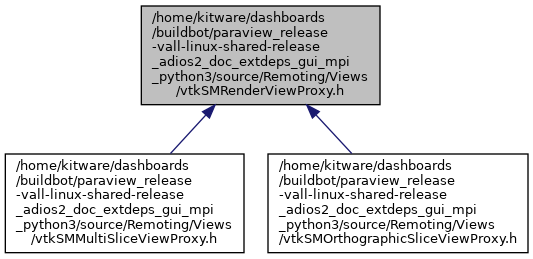 /home/kitware/dashboards
/buildbot/paraview_release
-vall-linux-shared-release
_adios2_doc_extdeps_gui_mpi
_python3/source/Remoting/Views
/vtkSMRenderViewProxy.h
/home/kitware/dashboards
/buildbot/paraview_release
-vall-linux-shared-release
_adios2_doc_extdeps_gui_mpi
_python3/source/Remoting/Views
/vtkSMMultiSliceViewProxy.h
/home/kitware/dashboards
/buildbot/paraview_release
-vall-linux-shared-release
_adios2_doc_extdeps_gui_mpi
_python3/source/Remoting/Views
/vtkSMOrthographicSliceViewProxy.h